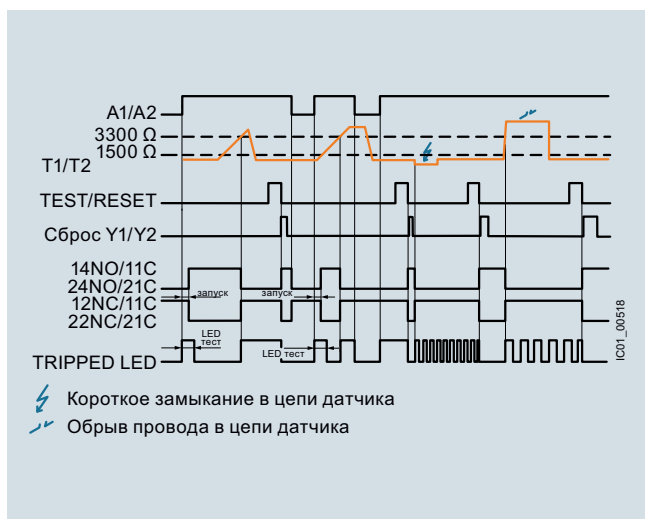 A1/A2
3300 Ω
1500 Ω
T1/T2
TEST/RESET
Сброс Y1/Y2
14NO/11C
24NO/21C
запуск
запуск
12NC/11C
22NC/21C
LED
тест
LED тест
TRIPPED LED
IC01_00518
Короткое замыкание в цепи датчика
Обрыв провода в цепи датчика